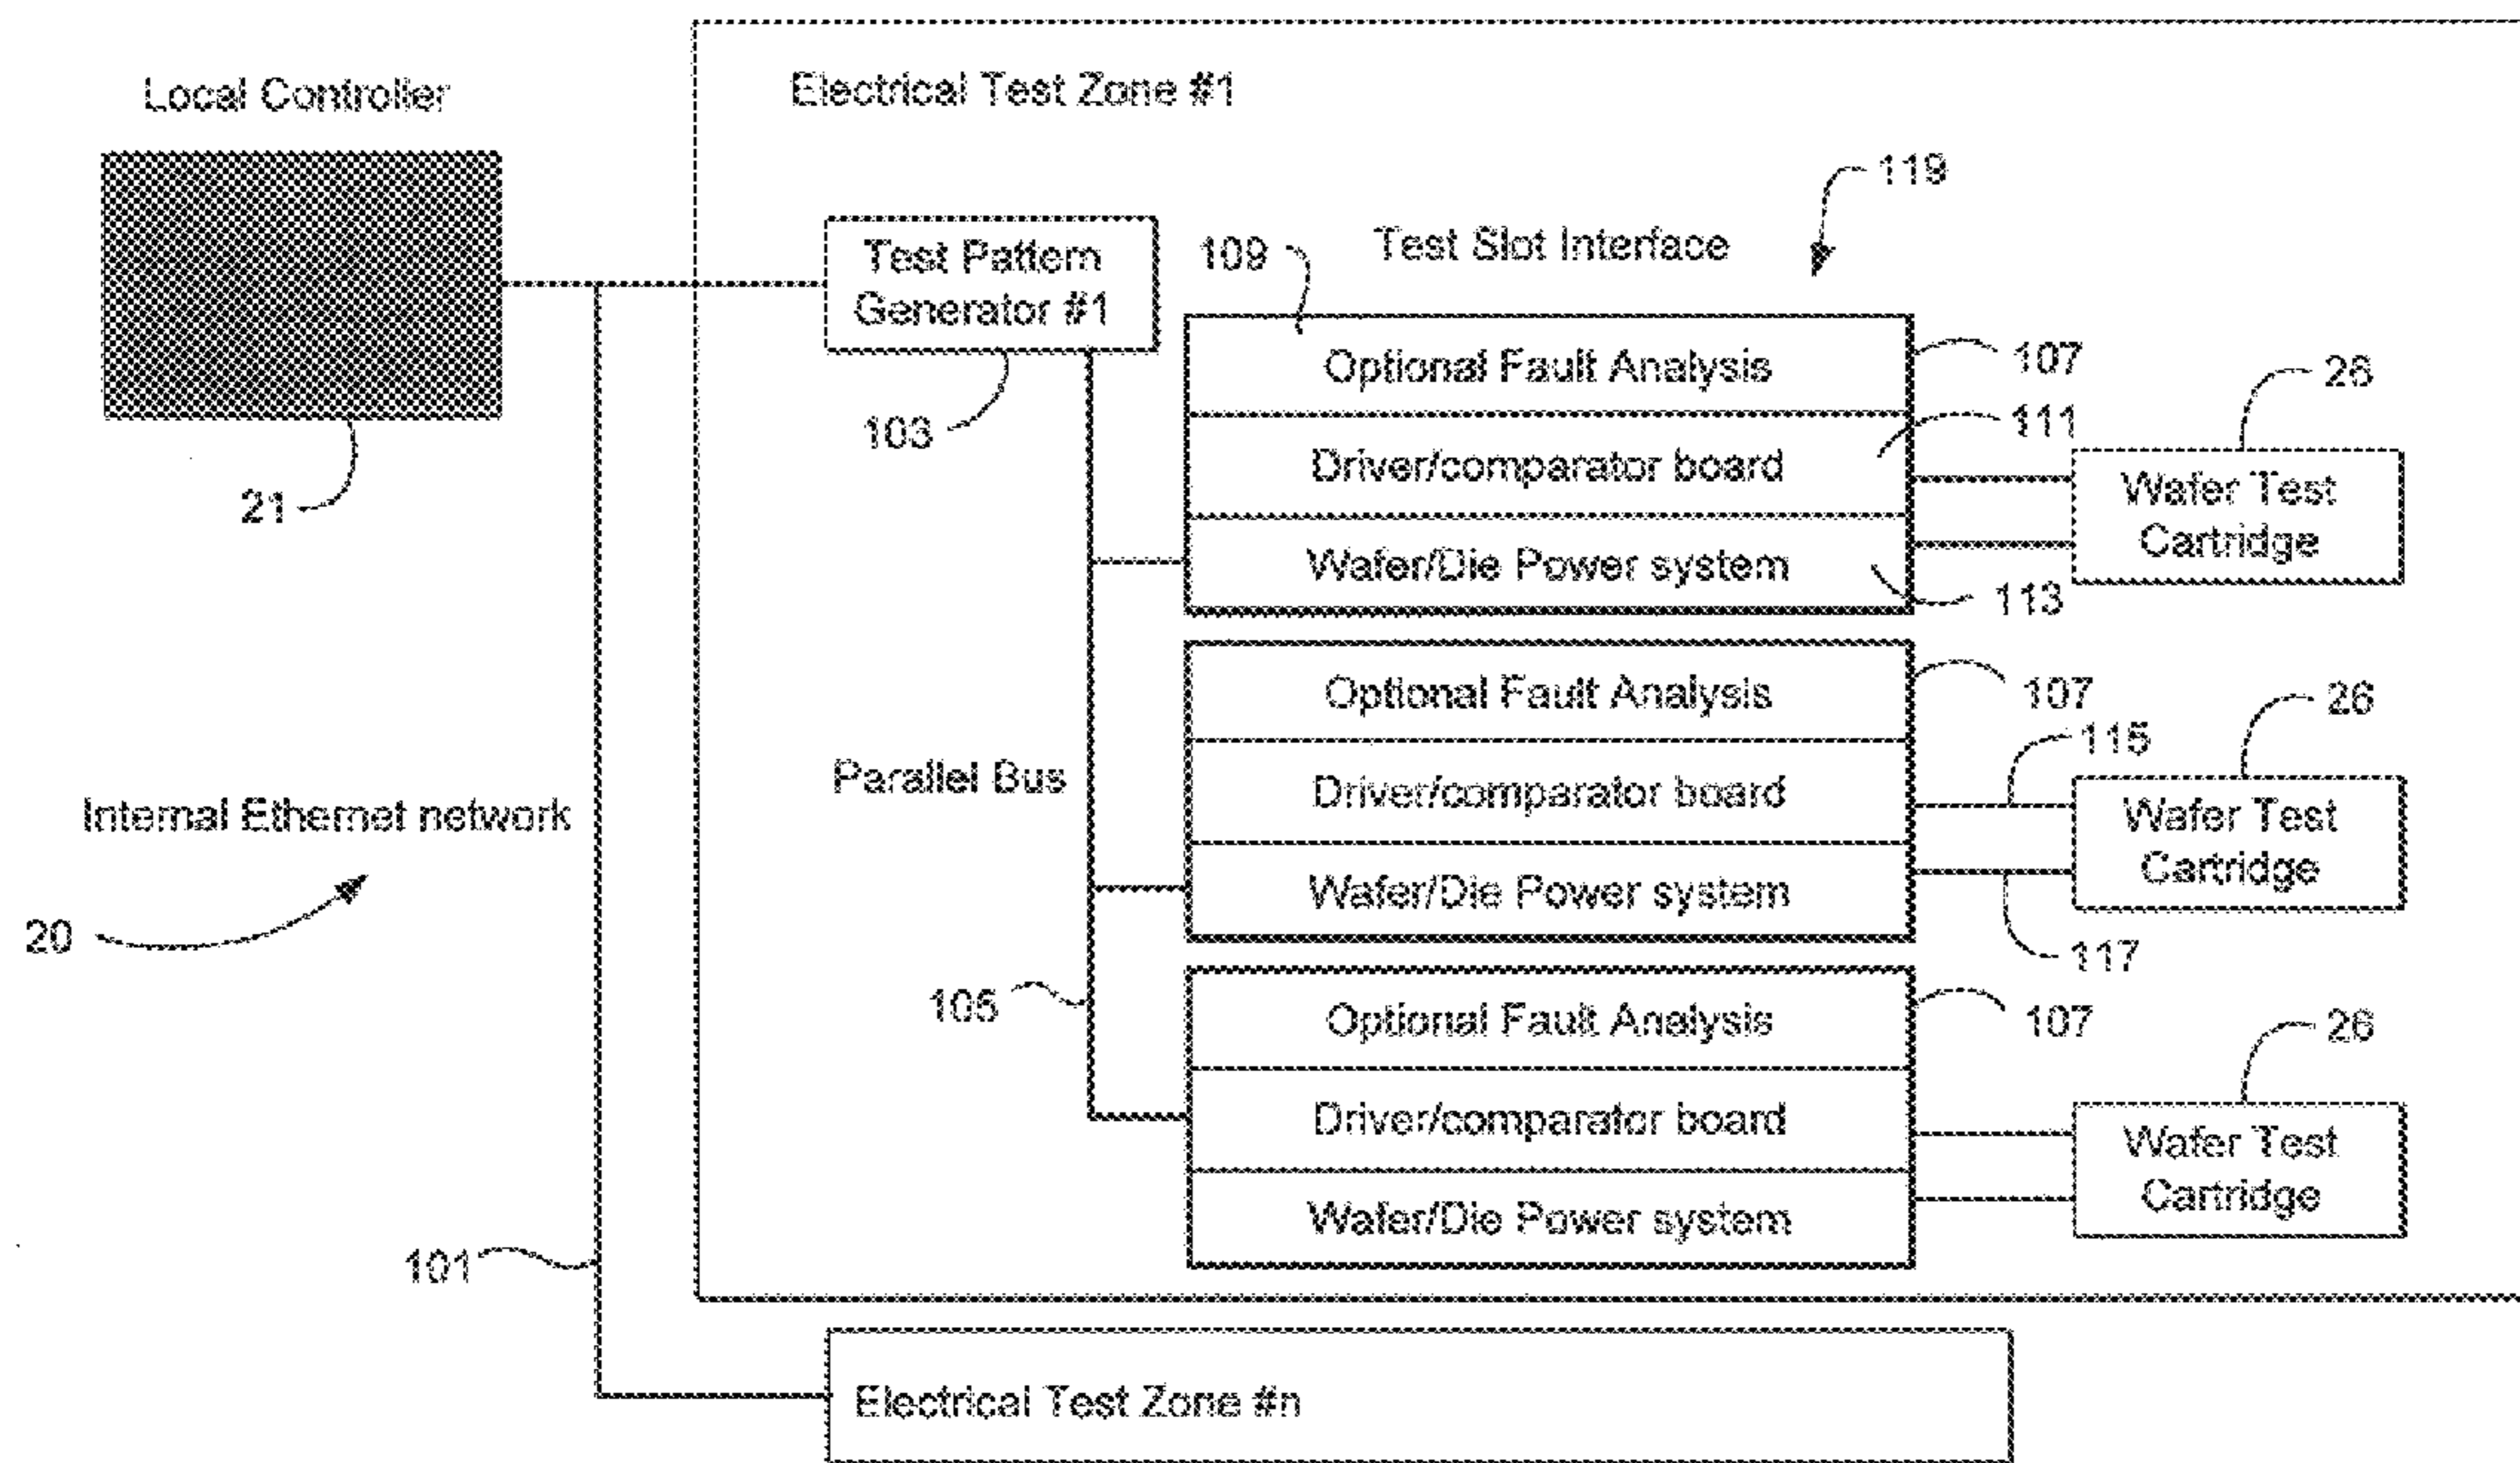 Local Controller
21
Internal Ethernet network
20
101
Electrical Test Zone #1
Test Pattern
Generator #1
103
Parallel Bus
105
Test Slot Interface
119
109
Optional Fault Analysis
107
Driver/comparator board
111
Wafer/Die Power system
113
26
Wafer Test
Cartridge
Optional Fault Analysis
107
Driver/comparator board
115
Wafer/Die Power system
117
26
Wafer Test
Cartridge
Optional Fault Analysis
107
Driver/comparator board
Wafer/Die Power system
26
Wafer Test
Cartridge
Electrical Test Zone #n